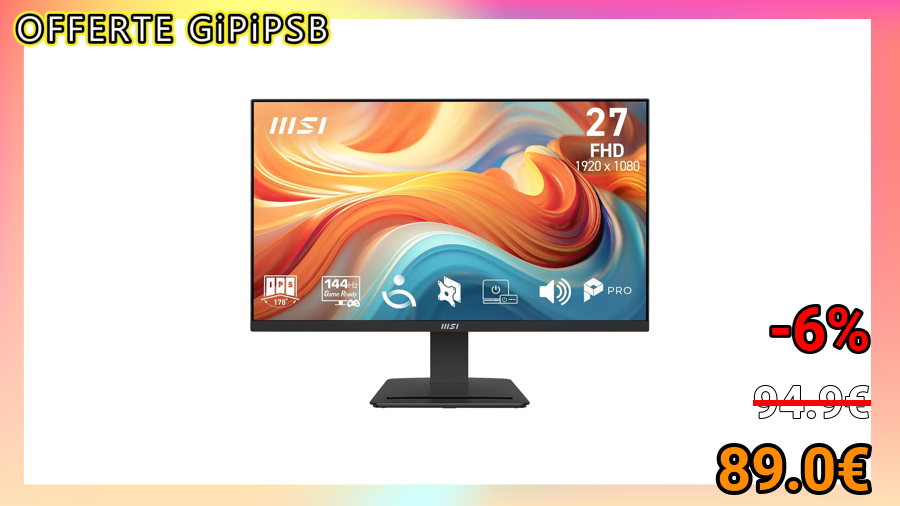 OFFERTE GiPiPSB
msi
27
FHD
1920 x 1080
IPS
178°
144Hz
Game Ready
PRO
msi
-6%
94.9€
89.0€